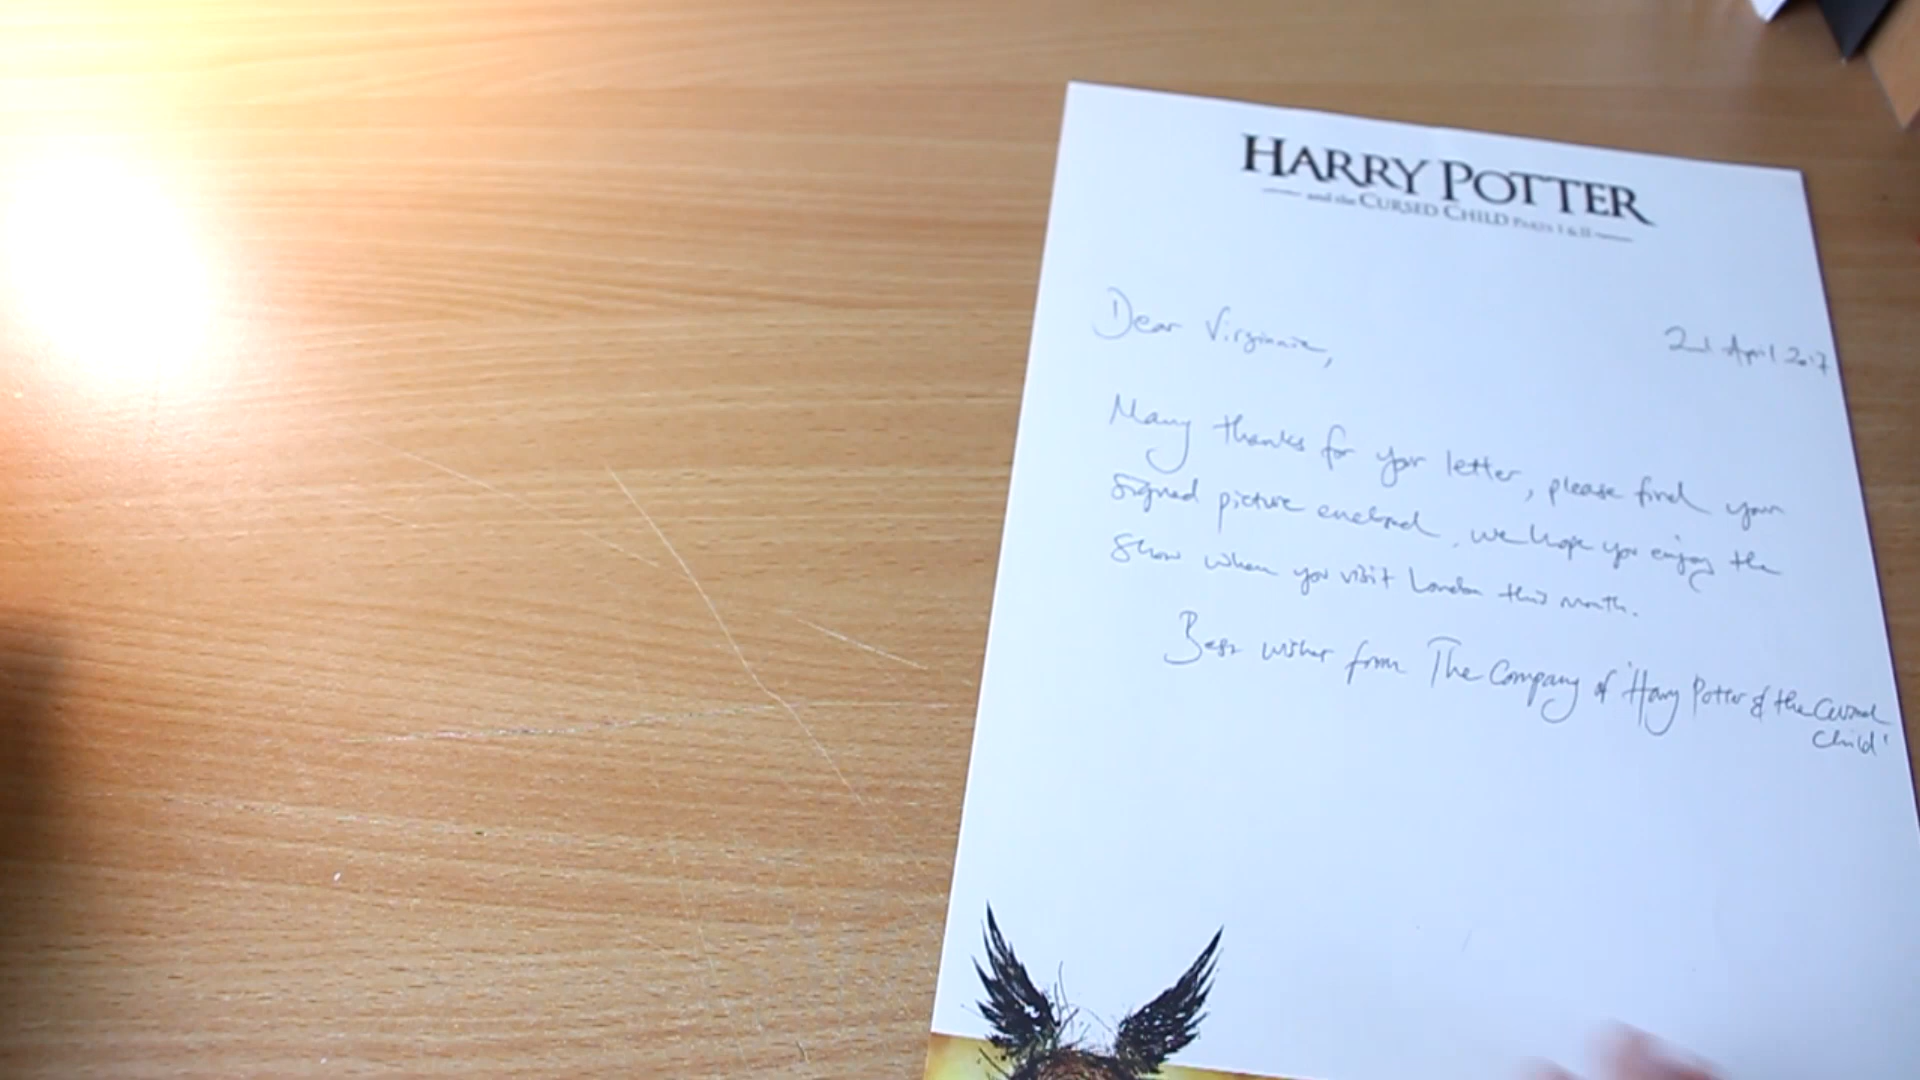 HARRY POTTER
and the CURSED CHILD PARTS I & II
Dear Virginnie,
2nd April 2017
Many thanks for your letter, please find your
signed picture enclosed, we hope you enjoy the
show when you visit London this month.
Best wishes from The Company of 'Harry Potter & the Cursed
Child'